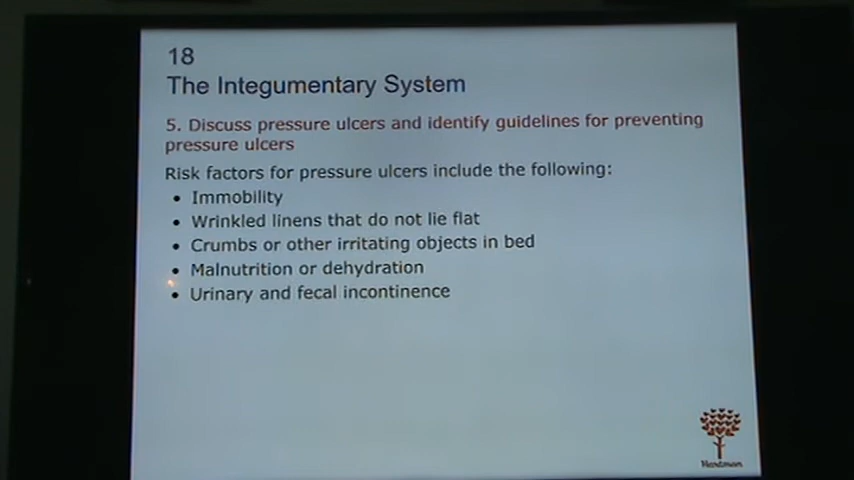 18
The Integumentary System
5. Discuss pressure ulcers and identify guidelines for preventing
pressure ulcers
Risk factors for pressure ulcers include the following:
• Immobility
• Wrinkled linens that do not lie flat
• Crumbs or other irritating objects in bed
• Malnutrition or dehydration
• Urinary and fecal incontinence
Hartman